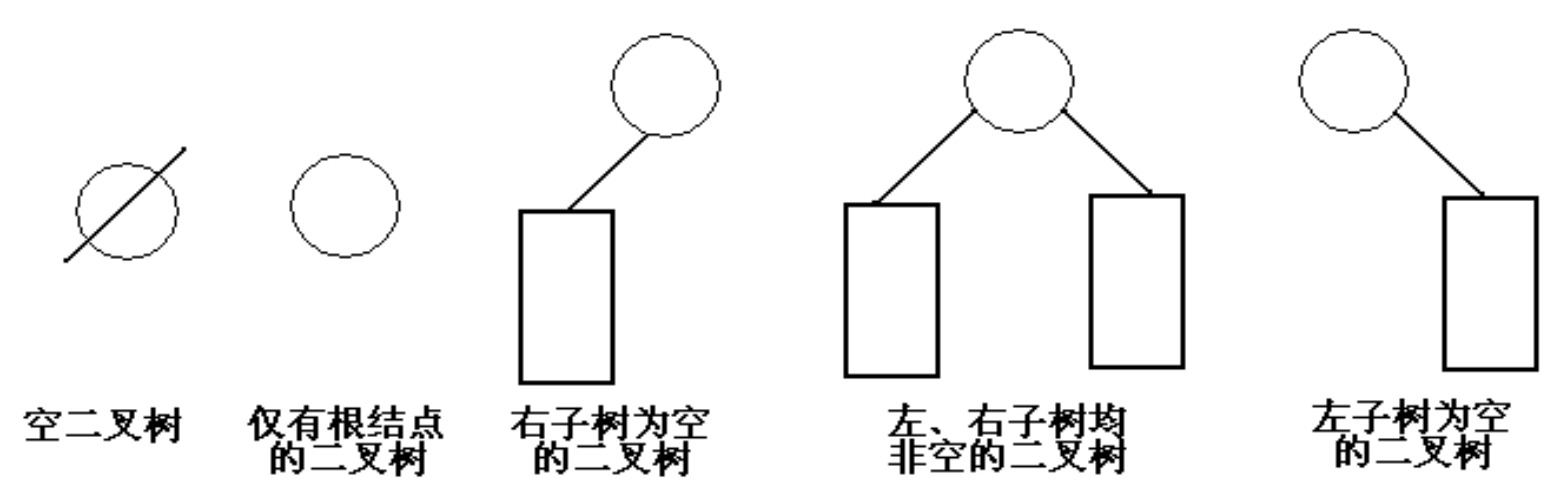 空二叉树
仅有根结点
的二叉树
右子树为空
的二叉树
左、右子树均
非空的二叉树
左子树为空
的二叉树